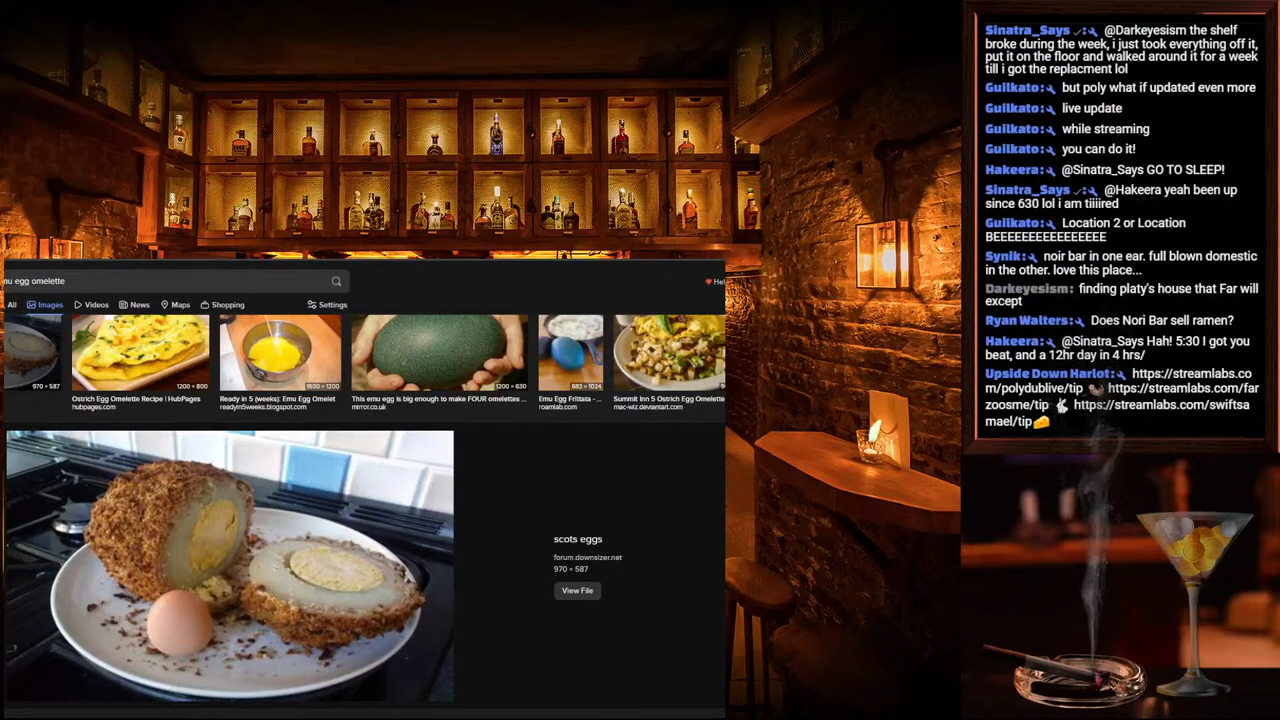 mu egg omelette
Hel
All Images Videos News Maps Shopping Settings
970 × 587
1200 × 800
1600 × 1200
1200 × 630
683 × 1024
Ostrich Egg Omelette Recipe | HubPages
hubpages.com
Ready in 5 (weeks): Emu Egg Omelet
readyin5weeks.blogspot.com
This emu egg is big enough to make FOUR omelettes ...
mirror.co.uk
Emu Egg Frittata - ...
roamlab.com
Summit Inn 5 Ostrich Egg Omelette
mac-wiz.deviantart.com
scots eggs
forum.downsizer.net
970 × 587
View File
Sinatra_Says : @Darkeyesism the shelf
broke during the week, i just took everything off it,
put it on the floor and walked around it for a week
till i got the replacment lol
Guilkato: but poly what if updated even more
Guilkato: live update
Guilkato: while streaming
Guilkato: you can do it!
Hakeera: @Sinatra_Says GO TO SLEEP!
Sinatra_Says : @Hakeera yeah been up
since 630 lol i am tiiiired
Guilkato: Location 2 or Location
BEEEEEEEEEEEEEEEE
Synik: noir bar in one ear. full blown domestic
in the other. love this place...
Darkeyesism: finding platy's house that Far will
except
Ryan Walters: Does Nori Bar sell ramen?
Hakeera: @Sinatra_Says Hah! 5:30 I got you
beat, and a 12hr day in 4 hrs/
Upside Down Harlot: https://streamlabs.co
m/polydublive/tip https://streamlabs.com/far
zoosme/tip 🐇 https://streamlabs.com/swiftsa
mael/tip🧀